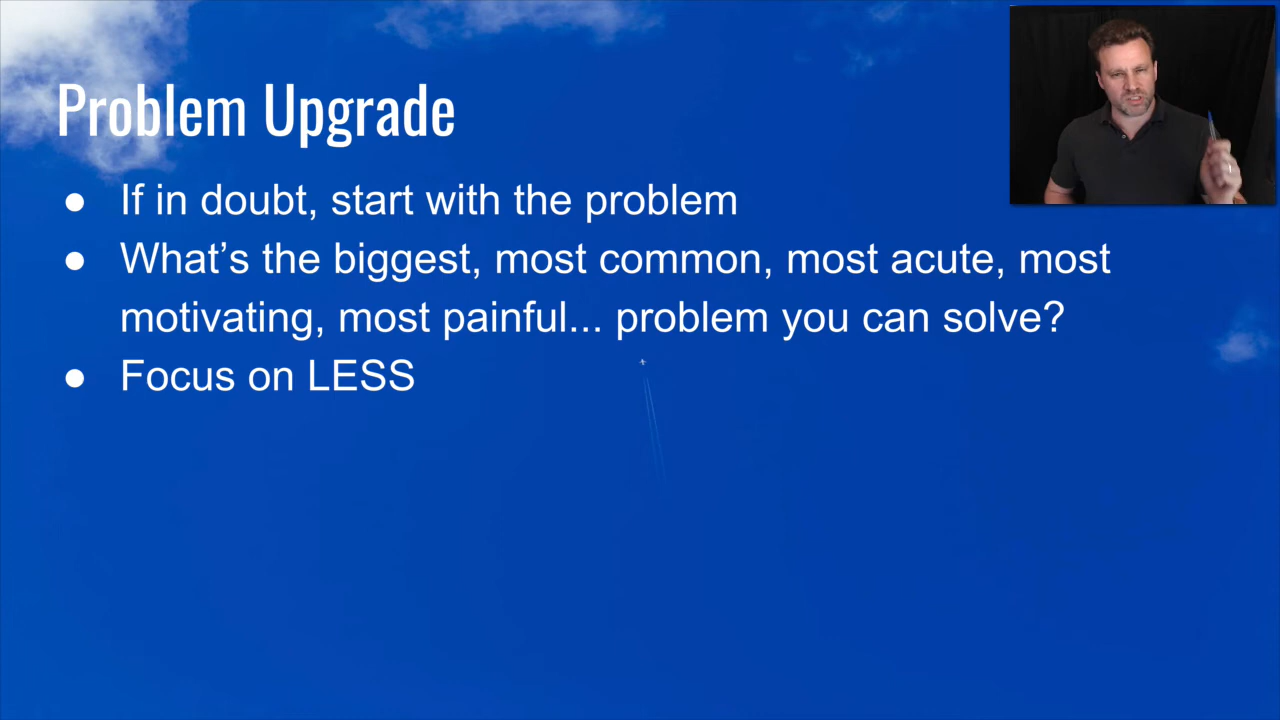 Problem Upgrade
● If in doubt, start with the problem
● What’s the biggest, most common, most acute, most
motivating, most painful... problem you can solve?
● Focus on LESS